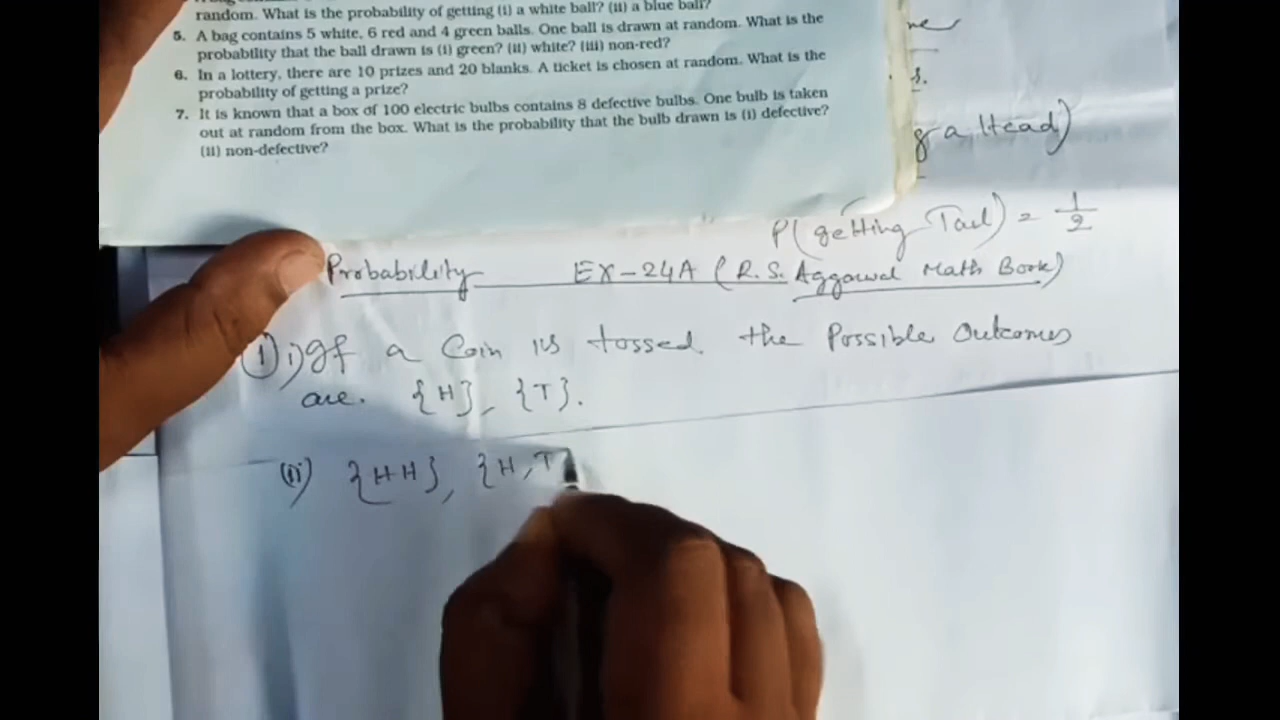 random. What is the probability of getting (i) a white ball? (ii) a blue ball?
5. A bag contains 5 white, 6 red and 4 green balls. One ball is drawn at random. What is the
probability that the ball drawn is (i) green? (ii) white? (iii) non-red?
6. In a lottery, there are 10 prizes and 20 blanks. A ticket is chosen at random. What is the
probability of getting a prize?
7. It is known that a box of 100 electric bulbs contains 8 defective bulbs. One bulb is taken
out at random from the box. What is the probability that the bulb drawn is (i) defective?
(ii) non-defective?
g a Head)
P(getting Tail) = 1/2
Probability EX-24A (R.S. Aggarwal Math Book)
(1) i) If a Coin is tossed the Possible Outcomes
are. {H}, {T}.
(ii) {HH}, {H,T